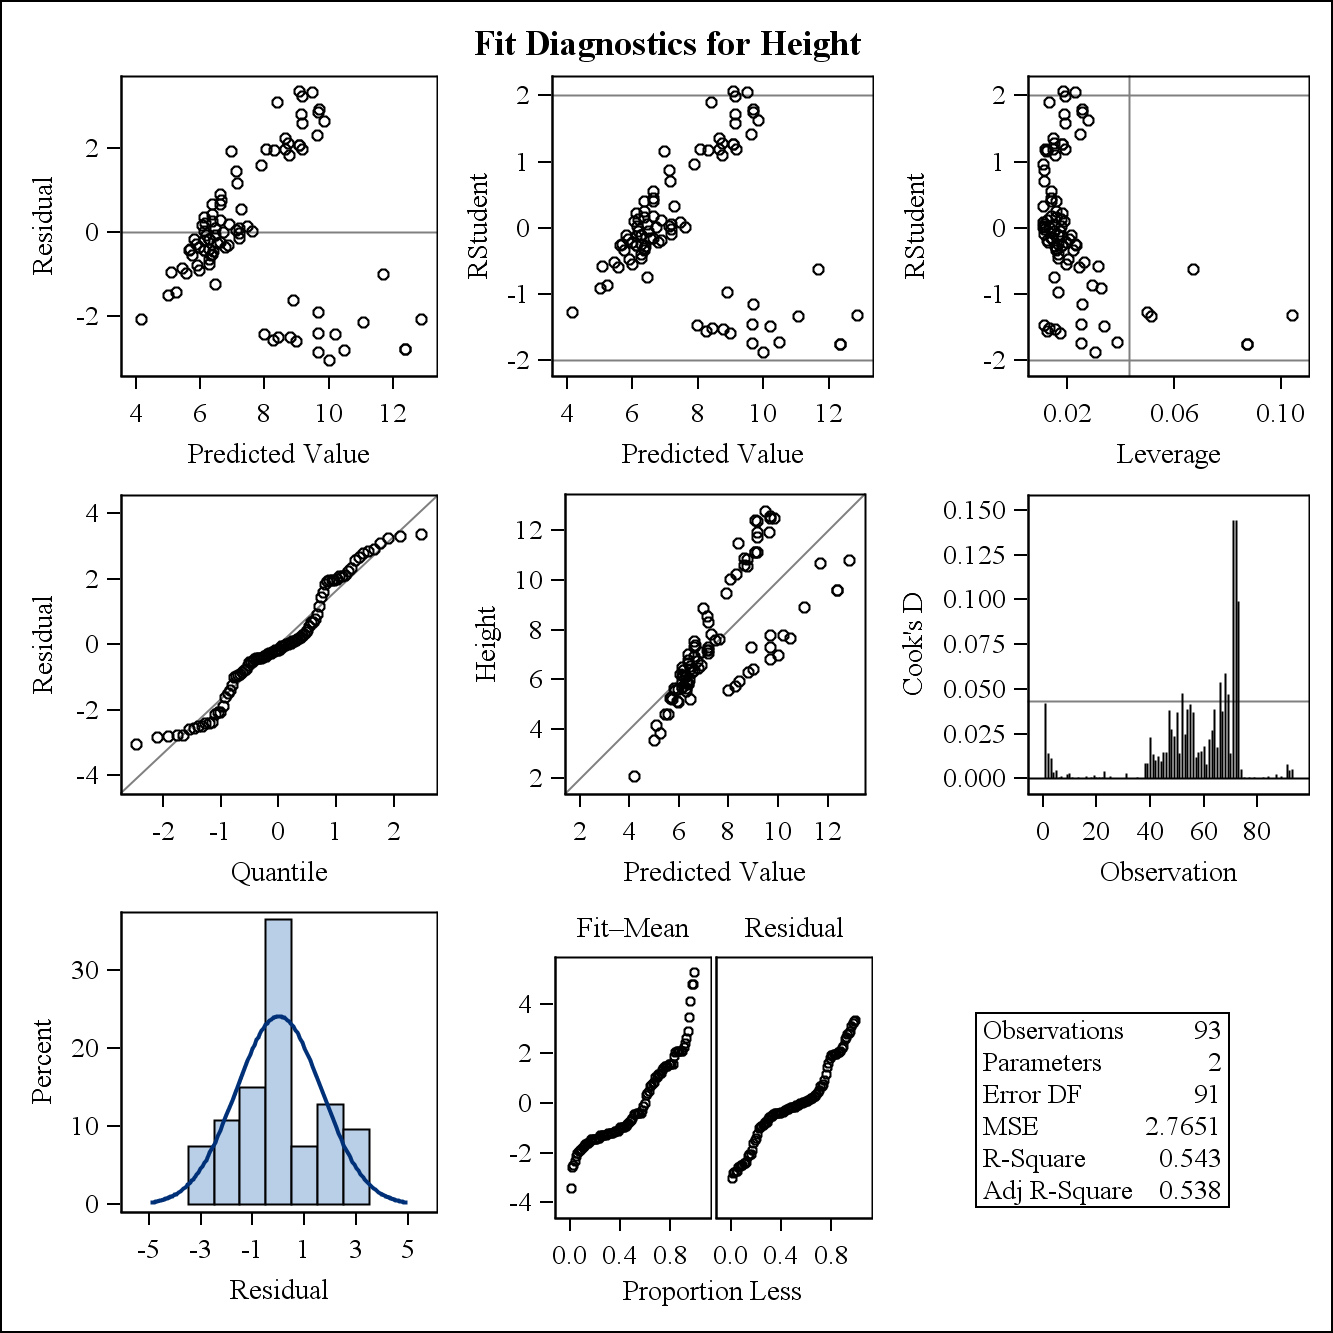 Fit Diagnostics for Height
Residual
2
0
-2
4 6 8 10 12
Predicted Value
RStudent
2
1
0
-1
-2
4 6 8 10 12
Predicted Value
RStudent
2
1
0
-1
-2
0.02 0.06 0.10
Leverage
Residual
4
2
0
-2
-4
-2 -1 0 1 2
Quantile
Height
12
10
8
6
4
2
2 4 6 8 10 12
Predicted Value
Cook's D
0.150
0.125
0.100
0.075
0.050
0.025
0.000
0 20 40 60 80
Observation
Percent
30
20
10
0
-5 -3 -1 1 3 5
Residual
Fit–Mean Residual
4
2
0
-2
-4
0.0 0.4 0.8 0.0 0.4 0.8
Proportion Less
Observations 93
Parameters 2
Error DF 91
MSE 2.7651
R-Square 0.543
Adj R-Square 0.538